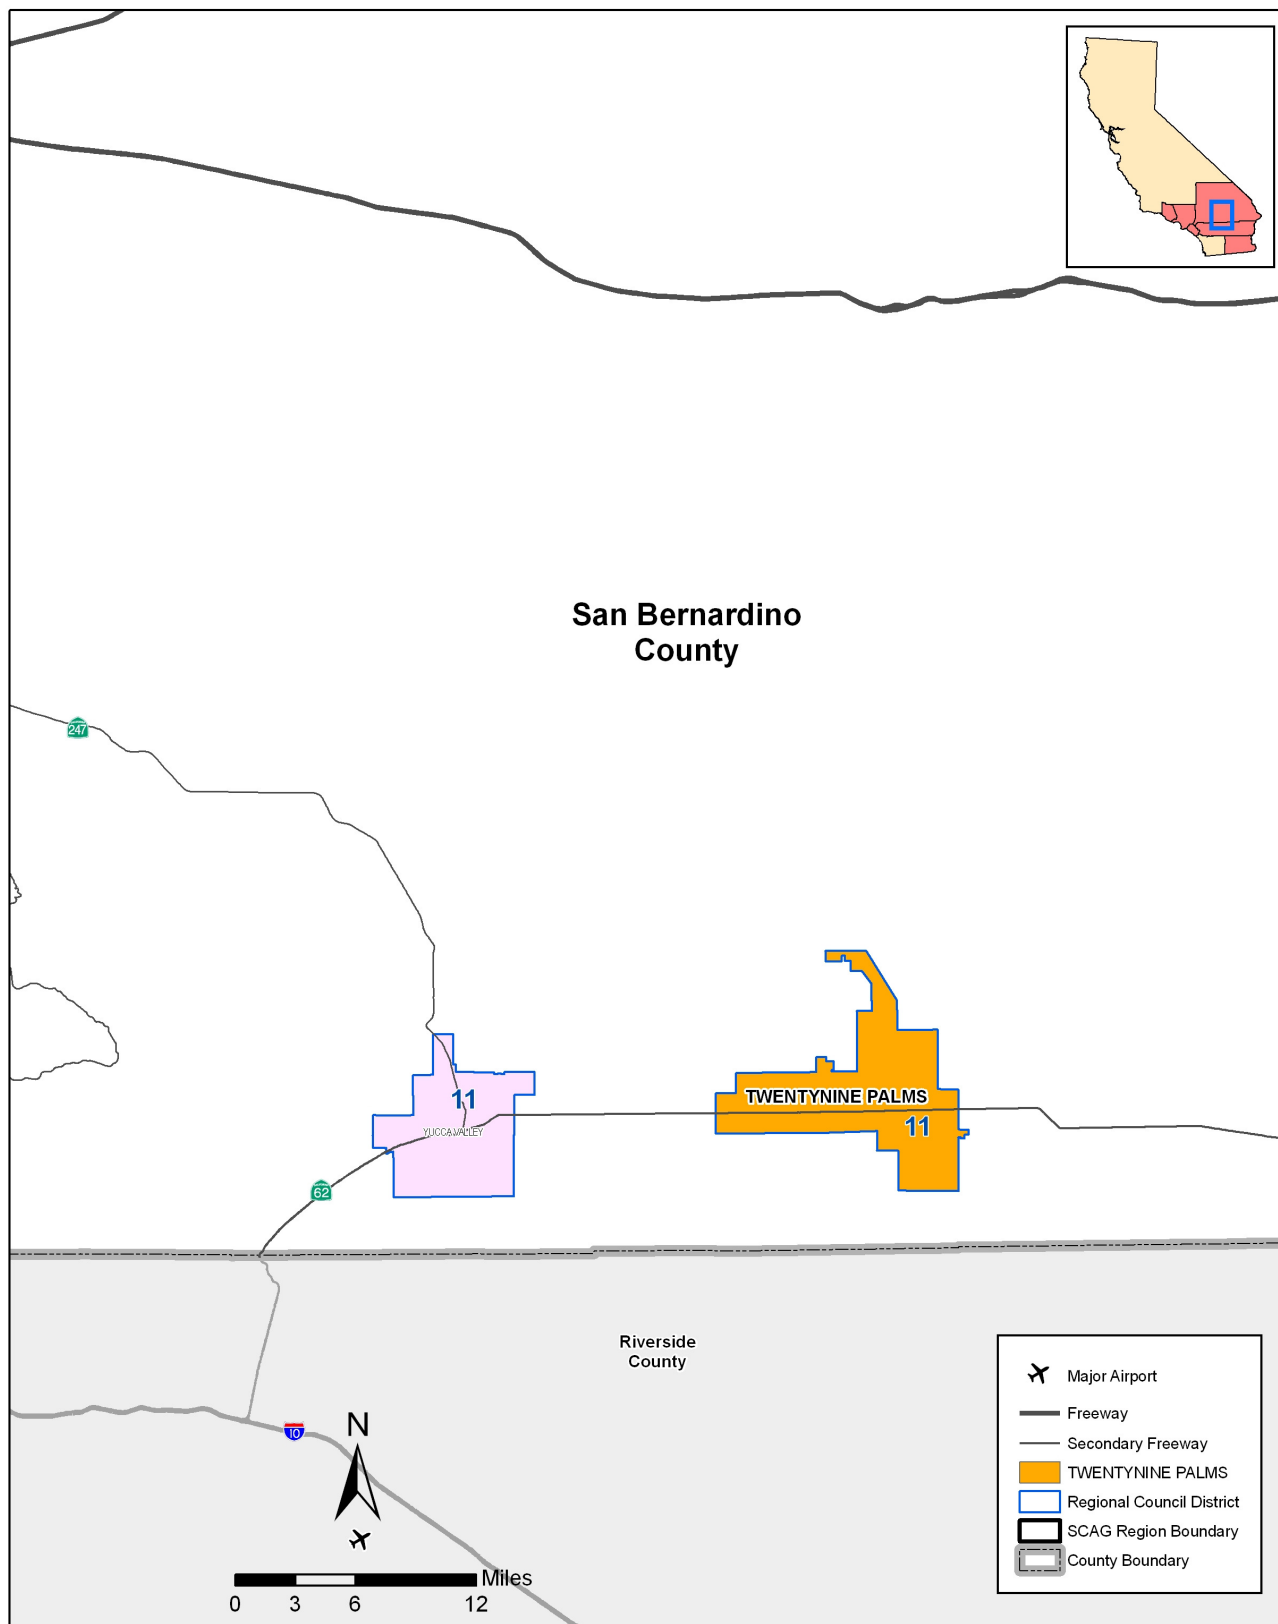 San Bernardino
County
247
11
YUCCA VALLEY
TWENTYNINE PALMS
11
62
Riverside
County
10
N
Miles
0 3 6 12
Major Airport
Freeway
Secondary Freeway
TWENTYNINE PALMS
Regional Council District
SCAG Region Boundary
County Boundary